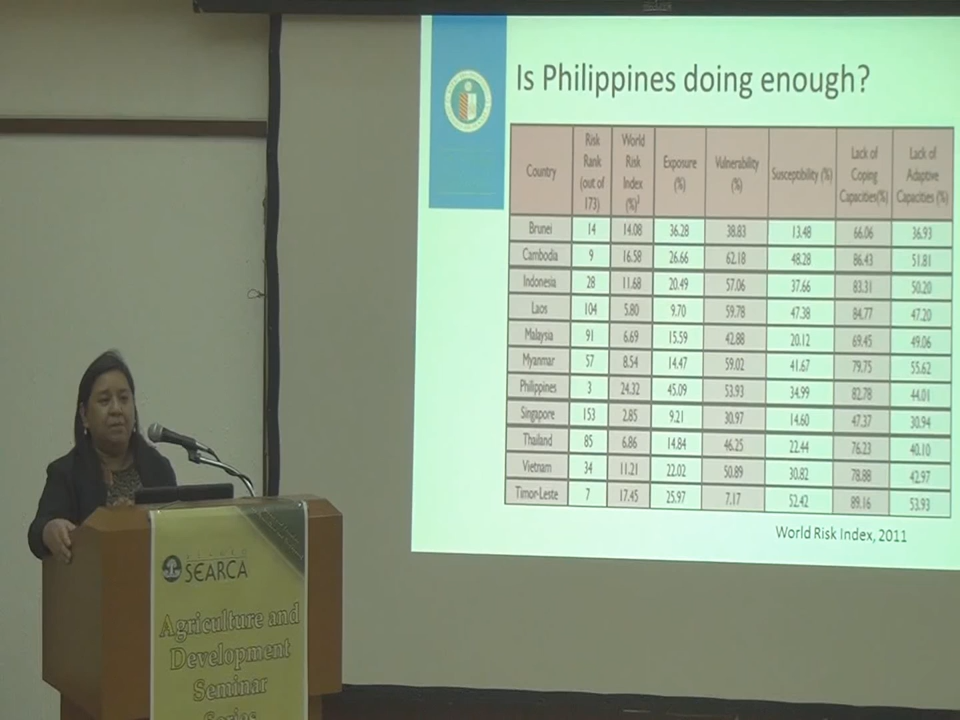 Is Philippines doing enough?
Country Risk Rank (out of 173) World Risk Index (%)¹ Exposure (%) Vulnerability (%) Susceptibility (%) Lack of Coping Capacities(%) Lack of Adaptive Capacities (%)
Brunei 14 14.08 36.28 38.83 13.48 66.06 36.93
Cambodia 9 16.58 26.66 62.18 48.28 86.43 51.81
Indonesia 28 11.68 20.49 57.06 37.66 83.31 50.20
Laos 104 5.80 9.70 59.78 47.38 84.77 47.20
Malaysia 91 6.69 15.59 42.88 20.12 69.45 49.06
Myanmar 57 8.54 14.47 59.02 41.67 79.75 55.62
Philippines 3 24.32 45.09 53.93 34.99 82.78 44.01
Singapore 153 2.85 9.21 30.97 14.60 47.37 30.94
Thailand 85 6.86 14.84 46.25 22.44 76.23 40.10
Vietnam 34 11.21 22.02 50.89 30.82 78.88 42.97
Timor-Leste 7 17.45 25.97 7.17 52.42 89.16 53.93
World Risk Index, 2011
SEARCA
Agriculture and
Development
Seminar
Series